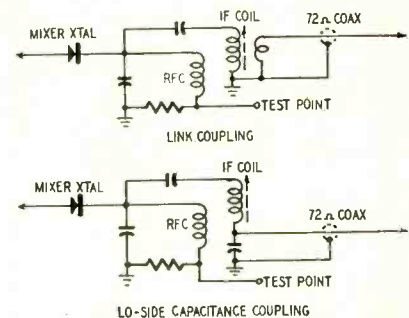 IF COIL
72Ω COAX
MIXER XTAL
RFC
TEST POINT
LINK COUPLING
IF COIL
MIXER XTAL
72Ω COAX
RFC
TEST POINT
LO-SIDE CAPACITANCE COUPLING